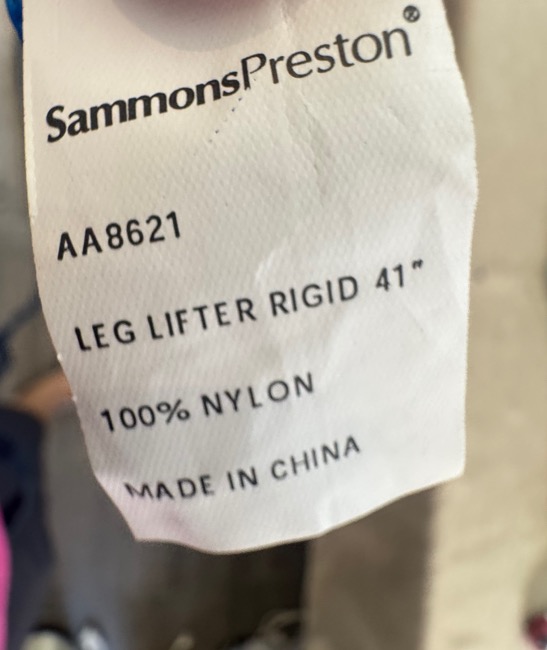 SammonsPreston®
AA8621
LEG LIFTER RIGID 41"
100% NYLON
MADE IN CHINA